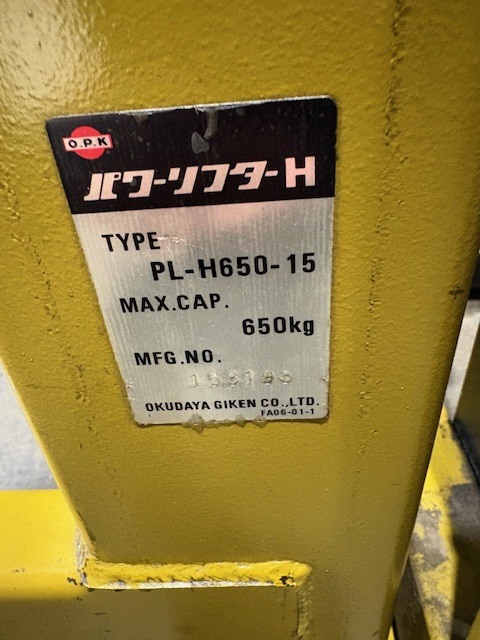 O.P.K
パワーリフターH
TYPE
PL-H650-15
MAX.CAP.
650kg
MFG.NO.
OKUDAYA GIKEN CO.,LTD.
FA06-01-1